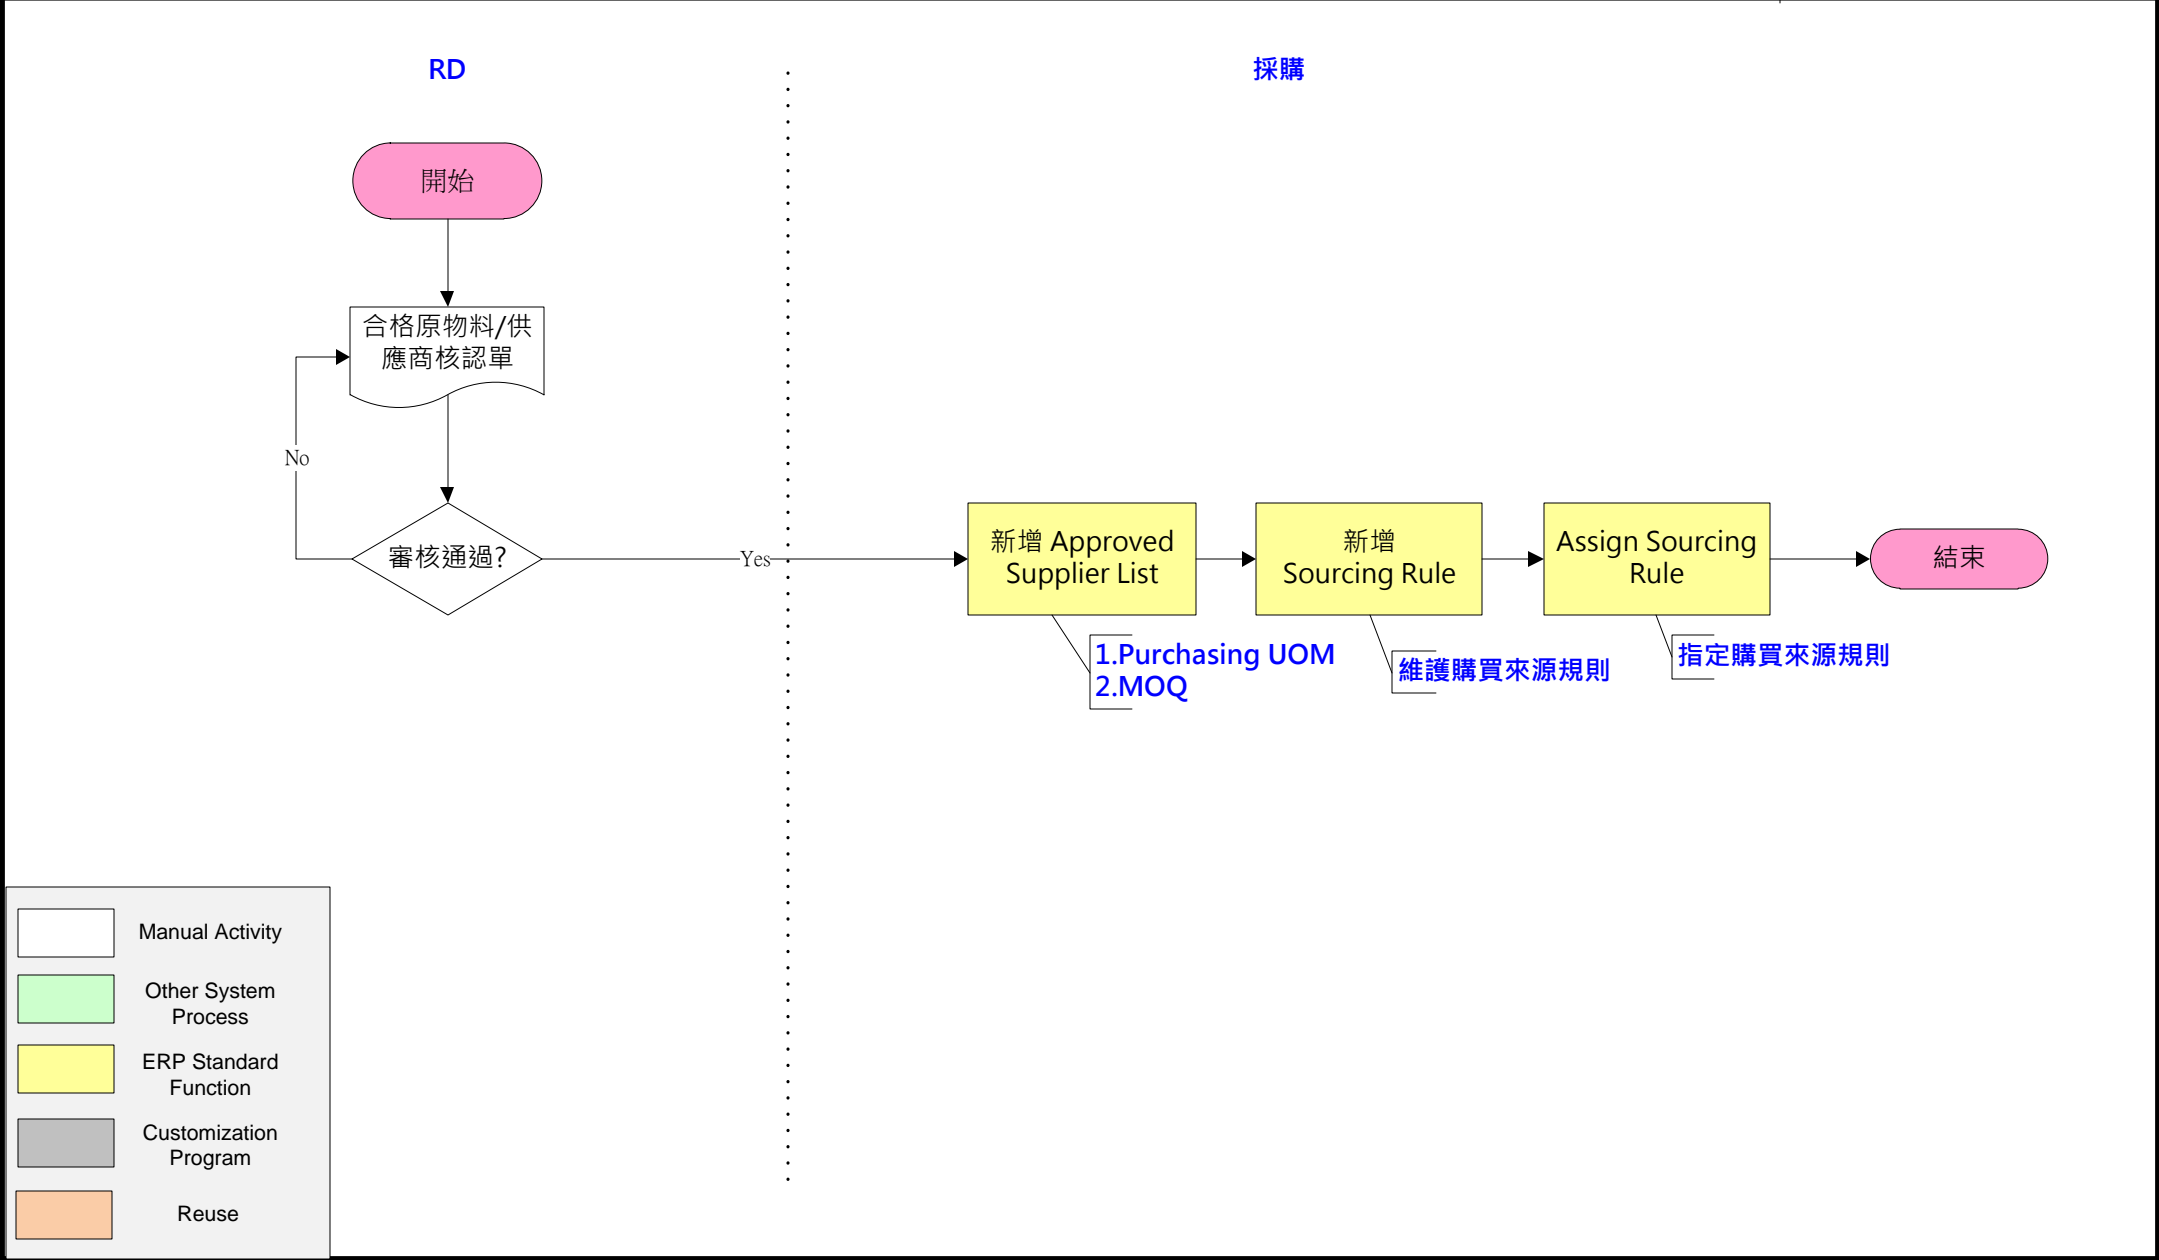 RD
採購
開始
合格原物料/供
應商核認單
No
審核通過?
Yes
新增 Approved
Supplier List
新增
Sourcing Rule
Assign Sourcing
Rule
結束
1.Purchasing UOM
2.MOQ
維護購買來源規則
指定購買來源規則
Manual Activity
Other System
Process
ERP Standard
Function
Customization
Program
Reuse